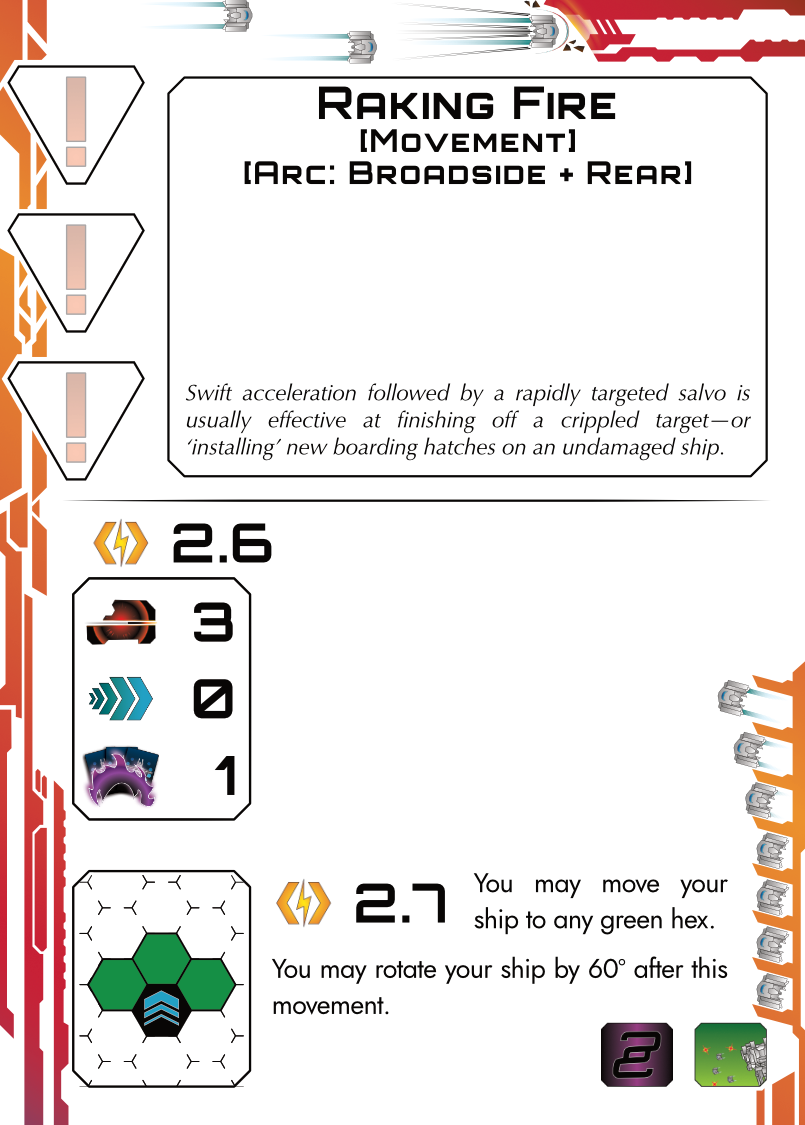 Raking Fire
[Movement]
[Arc: Broadside + Rear]
Swift acceleration followed by a rapidly targeted salvo is
usually effective at finishing off a crippled target—or
‘installing’ new boarding hatches on an undamaged ship.
2.6
3
0
1
2.7
You may move your
ship to any green hex.
You may rotate your ship by 60° after this
movement.
2